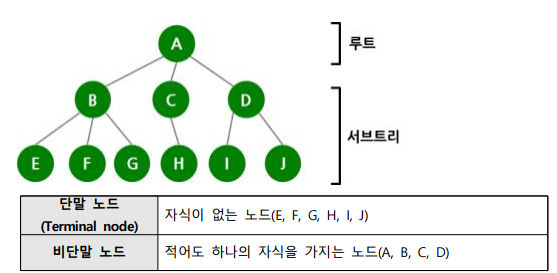 A
루트
B C D
서브트리
E F G H I J
단말 노드
(Terminal node)
자식이 없는 노드(E, F, G, H, I, J)
비단말 노드
적어도 하나의 자식을 가지는 노드(A, B, C, D)